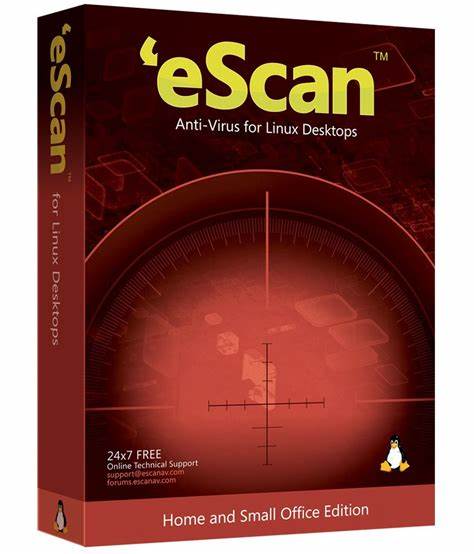 'eScan™
Anti-Virus for Linux Desktops
24x7 FREE
Online Technical Support
support@escanav.com
forums.escanav.com
Home and Small Office Edition
'eScan™
for Linux Desktops